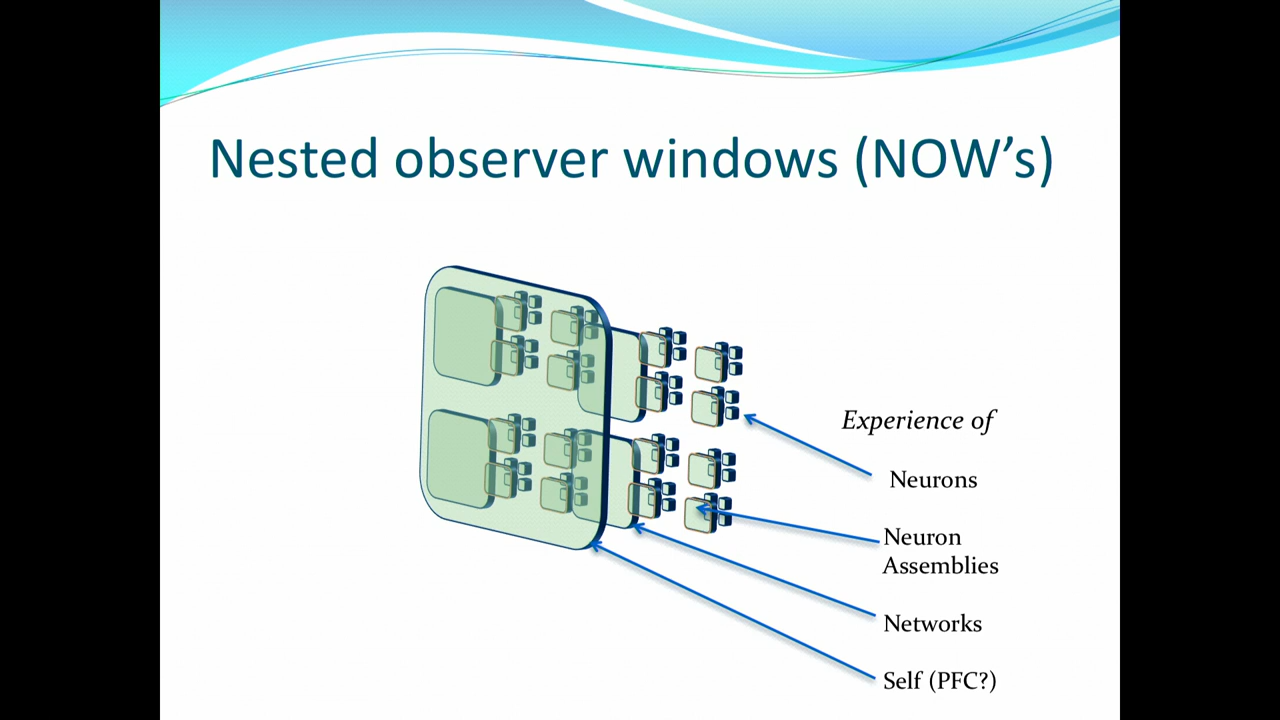 Nested observer windows (NOW’s)
Experience of
Neurons
Neuron
Assemblies
Networks
Self (PFC?)